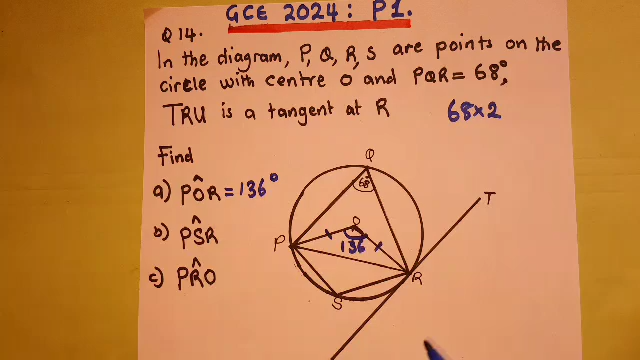 GCE 2024: P1.
Q14.
In the diagram, P, Q, R, S are points on the
circle with centre O and PQR = 68°,
TRU is a tangent at R
68×2
Find
a) PÔR = 136°
b) PŜR
c) PR̂O
Q
68°
T
O
P
136
R
S